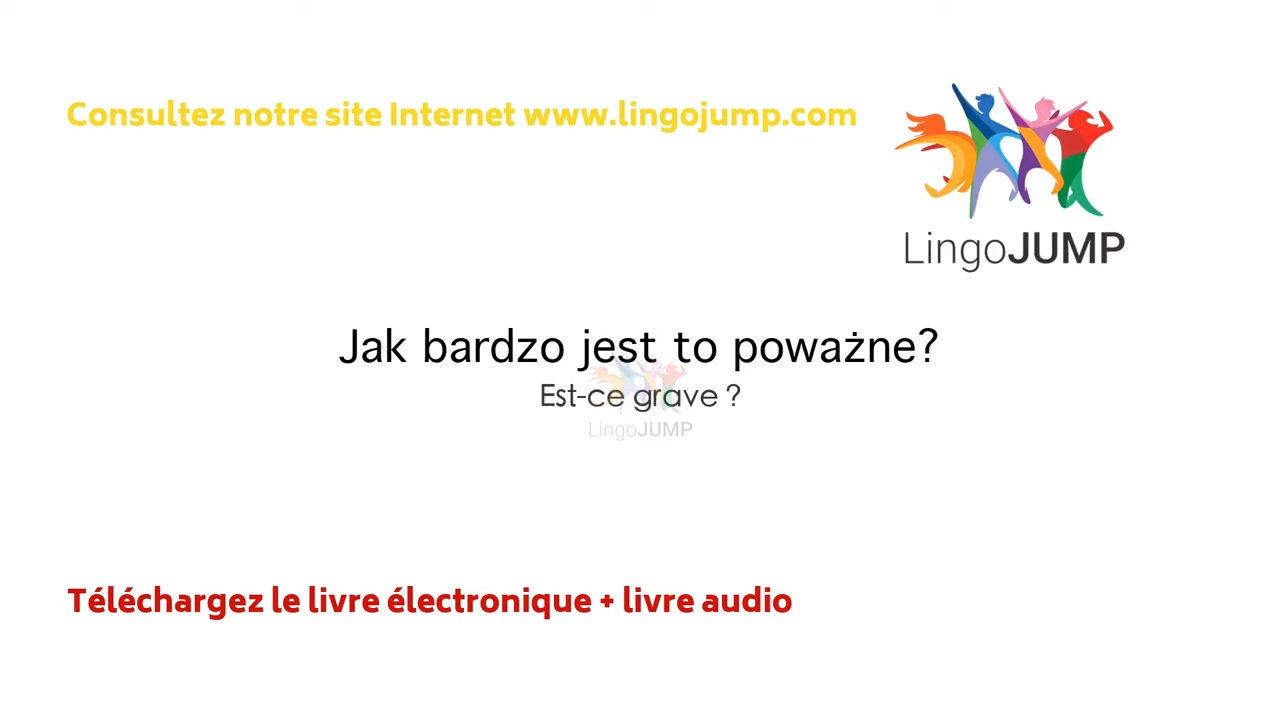 Consultez notre site Internet www.lingojump.com
LingoJUMP
Jak bardzo jest to poważne?
Est-ce grave ?
LingoJUMP
Téléchargez le livre électronique + livre audio